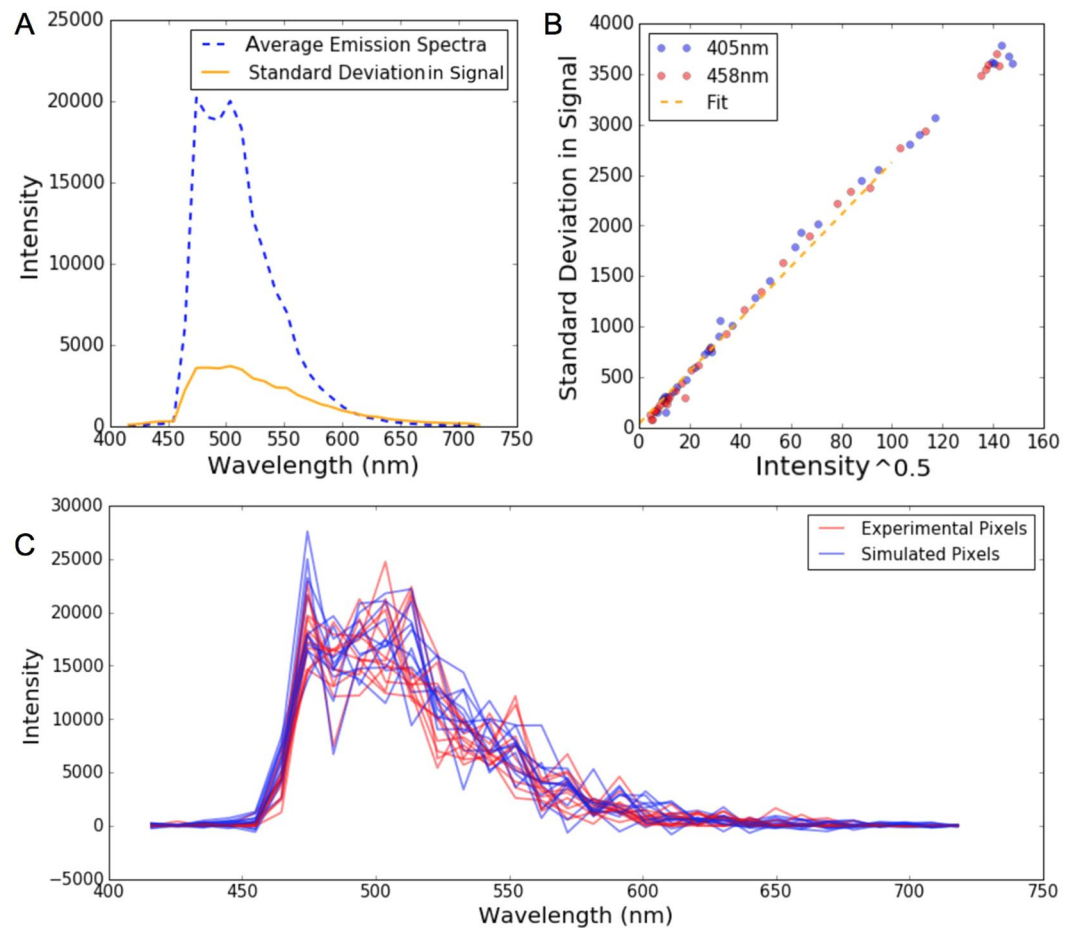 A
25000
20000
15000
10000
5000
0
Intensity
Average Emission Spectra
Standard Deviation in Signal
400 450 500 550 600 650 700 750
Wavelength (nm)
B
4000
3500
3000
2500
2000
1500
1000
500
0
Standard Deviation in Signal
405nm
458nm
Fit
0 20 40 60 80 100 120 140 160
Intensity^0.5
C
30000
25000
20000
15000
10000
5000
0
−5000
Intensity
Experimental Pixels
Simulated Pixels
400 450 500 550 600 650 700 750
Wavelength (nm)